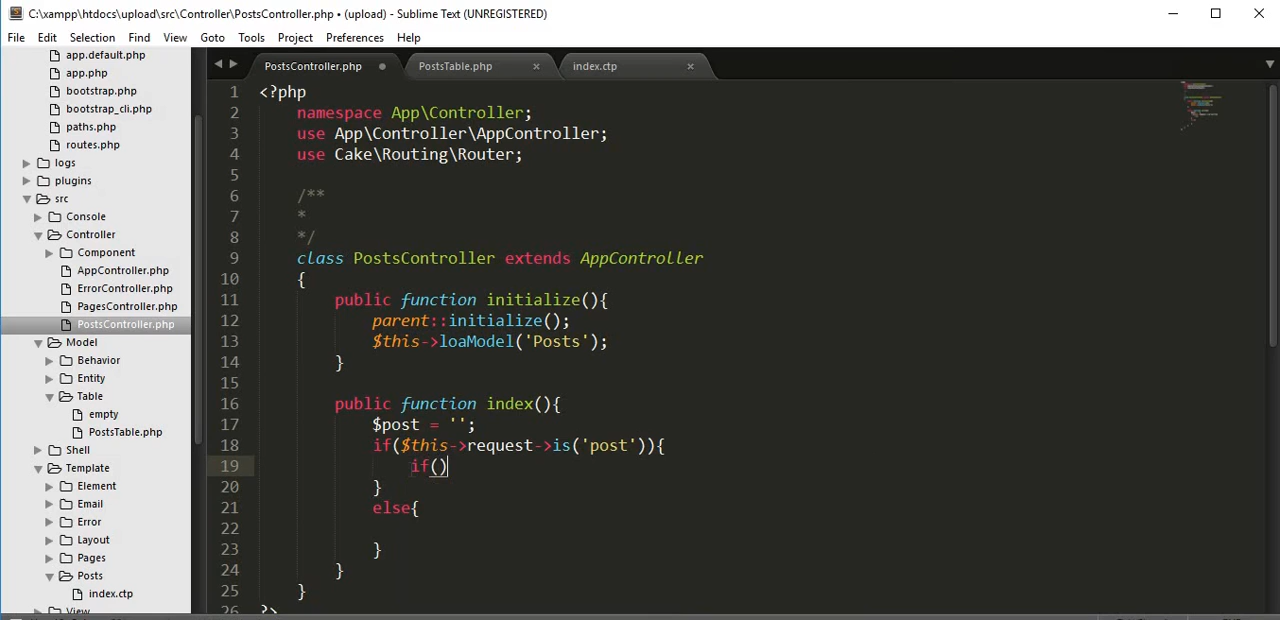 C:\xampp\htdocs\upload\src\Controller\PostsController.php • (upload) - Sublime Text (UNREGISTERED)
File Edit Selection Find View Goto Tools Project Preferences Help
app.default.php
app.php
bootstrap.php
bootstrap_cli.php
paths.php
routes.php
logs
plugins
src
Console
Controller
Component
AppController.php
ErrorController.php
PagesController.php
PostsController.php
Model
Behavior
Entity
Table
empty
PostsTable.php
Shell
Template
Element
Email
Error
Layout
Pages
Posts
index.ctp
View
PostsController.php PostsTable.php index.ctp
1 <?php
2 namespace App\Controller;
3 use App\Controller\AppController;
4 use Cake\Routing\Router;
5
6 /**
7 *
8 */
9 class PostsController extends AppController
10 {
11 public function initialize(){
12 parent::initialize();
13 $this->loaModel('Posts');
14 }
15
16 public function index(){
17 $post = '';
18 if($this->request->is('post')){
19 if()
20 }
21 else{
22
23 }
24 }
25 }
26 ?>